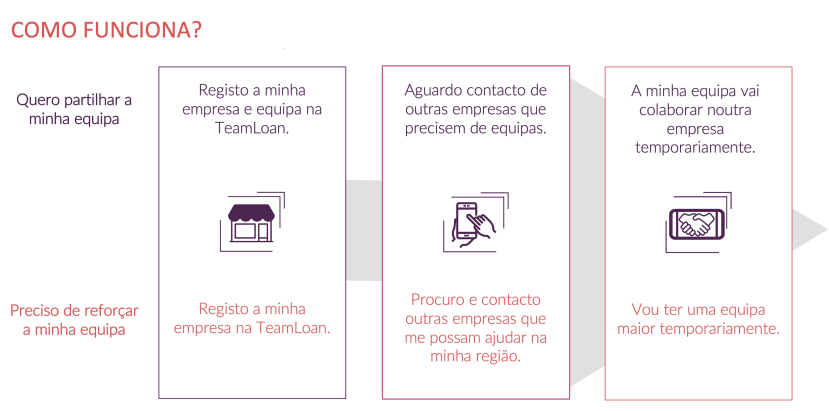 COMO FUNCIONA?
Quero partilhar a
minha equipa
Registo a minha
empresa e equipa na
TeamLoan.
Aguardo contacto de
outras empresas que
precisem de equipas.
A minha equipa vai
colaborar noutra
empresa
temporariamente.
Preciso de reforçar
a minha equipa
Registo a minha
empresa na TeamLoan.
Procuro e contacto
outras empresas que
me possam ajudar na
minha região.
Vou ter uma equipa
maior temporariamente.